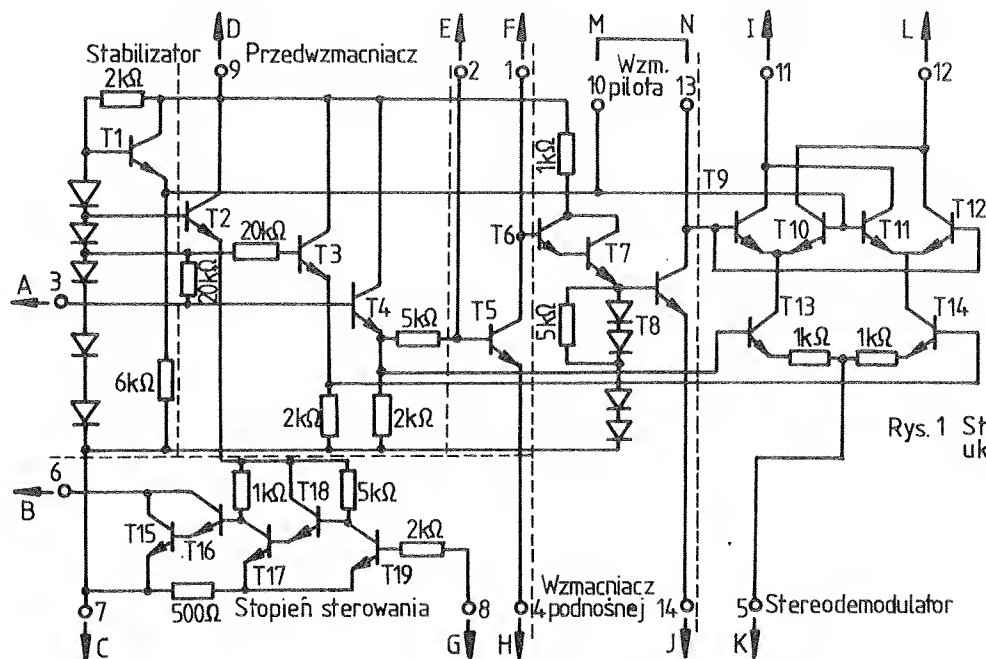 D E F M N I L
Stabilizator Przedwzmacniacz
9 2 1 Wzm. pilota 10 13 11 12
2kΩ
T1 1kΩ T9
T2 T6 T10 T11 T12
20kΩ T3 T7
A 3 20kΩ T4 5kΩ T5 5kΩ T8 T13 T14
1kΩ 1kΩ
6kΩ 2kΩ 2kΩ
Rys. 1 St
uk
6
B
1kΩ T18 5kΩ
T15 T16 2kΩ
T17 T19
500Ω
Stopień sterowania
Wzmacniacz
podnośnej
7 8 4 14 5 Stereodemodulator
C G H J K